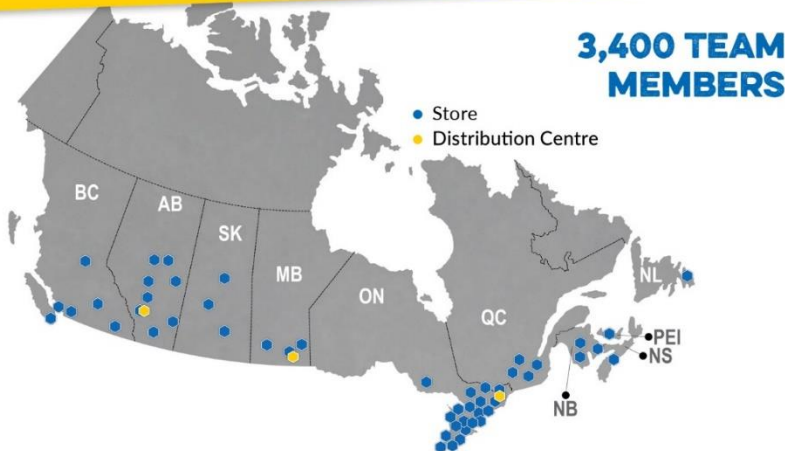 3,400 TEAM
MEMBERS
Store
Distribution Centre
BC
AB
SK
MB
ON
QC
NL
PEI
NS
NB